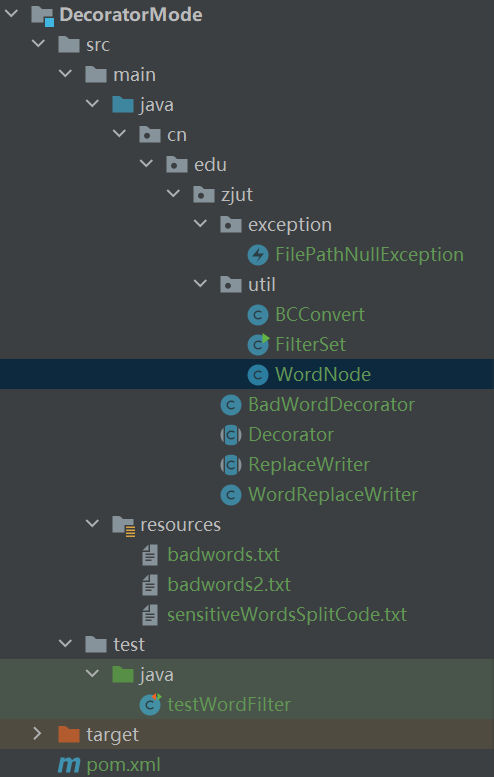 DecoratorMode
src
main
java
cn
edu
zjut
exception
FilePathNullException
util
BCConvert
FilterSet
WordNode
BadWordDecorator
Decorator
ReplaceWriter
WordReplaceWriter
resources
badwords.txt
badwords2.txt
sensitiveWordsSplitCode.txt
test
java
testWordFilter
target
pom.xml